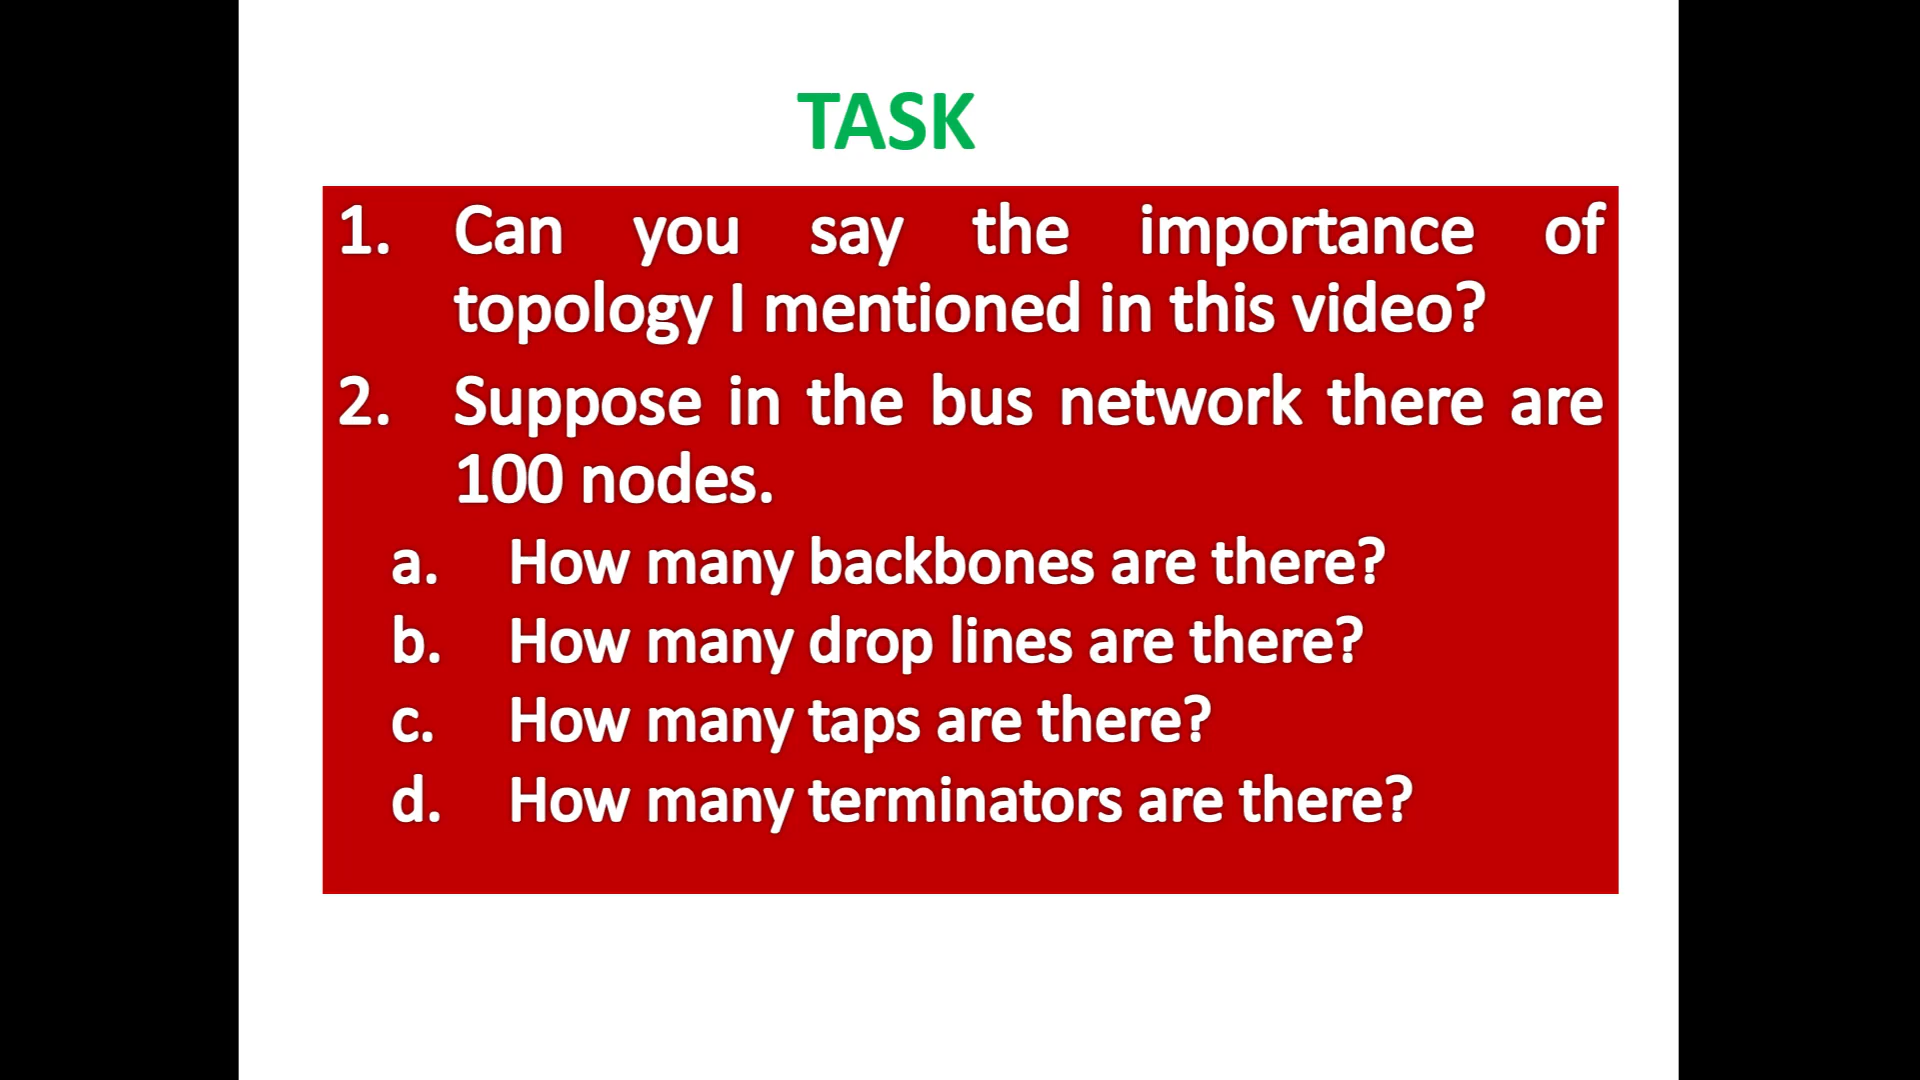 TASK
1. Can you say the importance of
topology I mentioned in this video?
2. Suppose in the bus network there are
100 nodes.
a. How many backbones are there?
b. How many drop lines are there?
c. How many taps are there?
d. How many terminators are there?